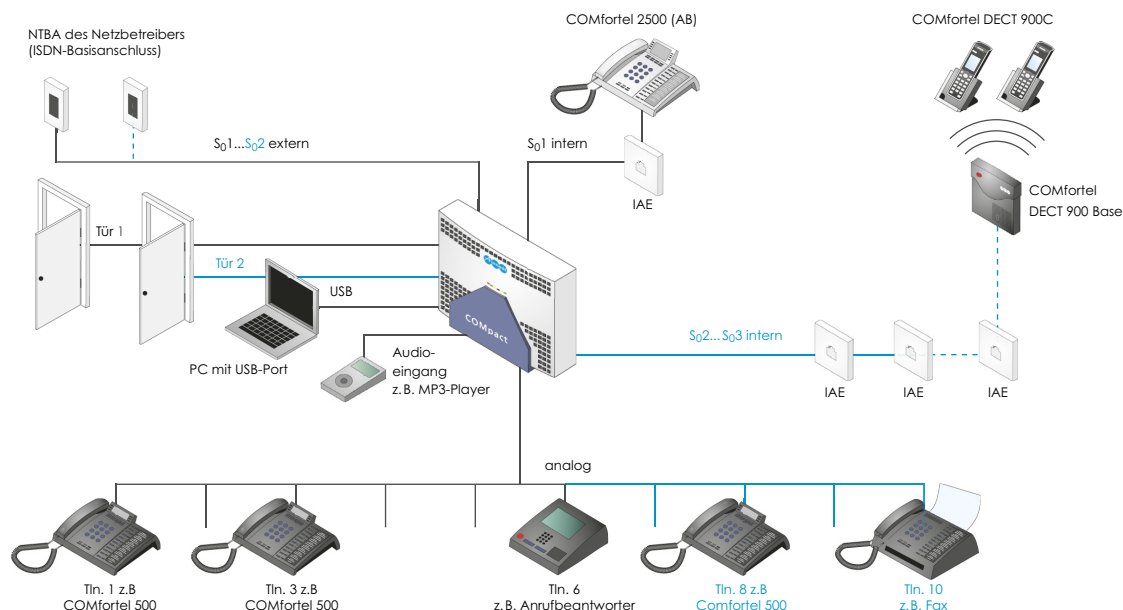 COMfortel 2500 (AB)
COMfortel DECT 900C
NTBA des Netzbetreibers
(ISDN-Basisanschluss)
S01...S02 extern
S01 intern
IAE
COMfortel
DECT 900 Base
Tür 1
Tür 2
USB
COMpact
PC mit USB-Port
Audio-
eingang
z.B. MP3-Player
S02...S03 intern
IAE
IAE
IAE
analog
Tln. 1 z.B
COMfortel 500
Tln. 3 z.B
COMfortel 500
Tln. 6
z.B. Anrufbeantworter
Tln. 8 z.B
Comfortel 500
Tln. 10
z.B. Fax